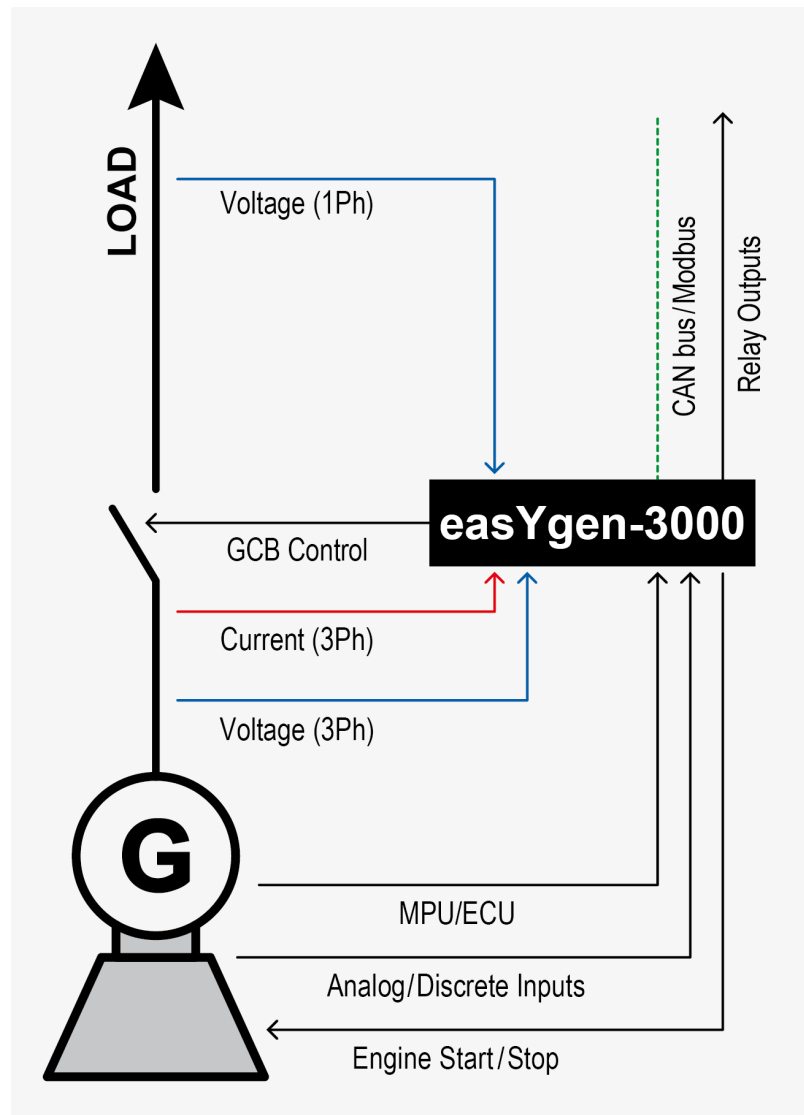 LOAD
Voltage (1Ph)
CAN bus/Modbus
Relay Outputs
easYgen-3000
GCB Control
Current (3Ph)
Voltage (3Ph)
G
MPU/ECU
Analog/Discrete Inputs
Engine Start/Stop